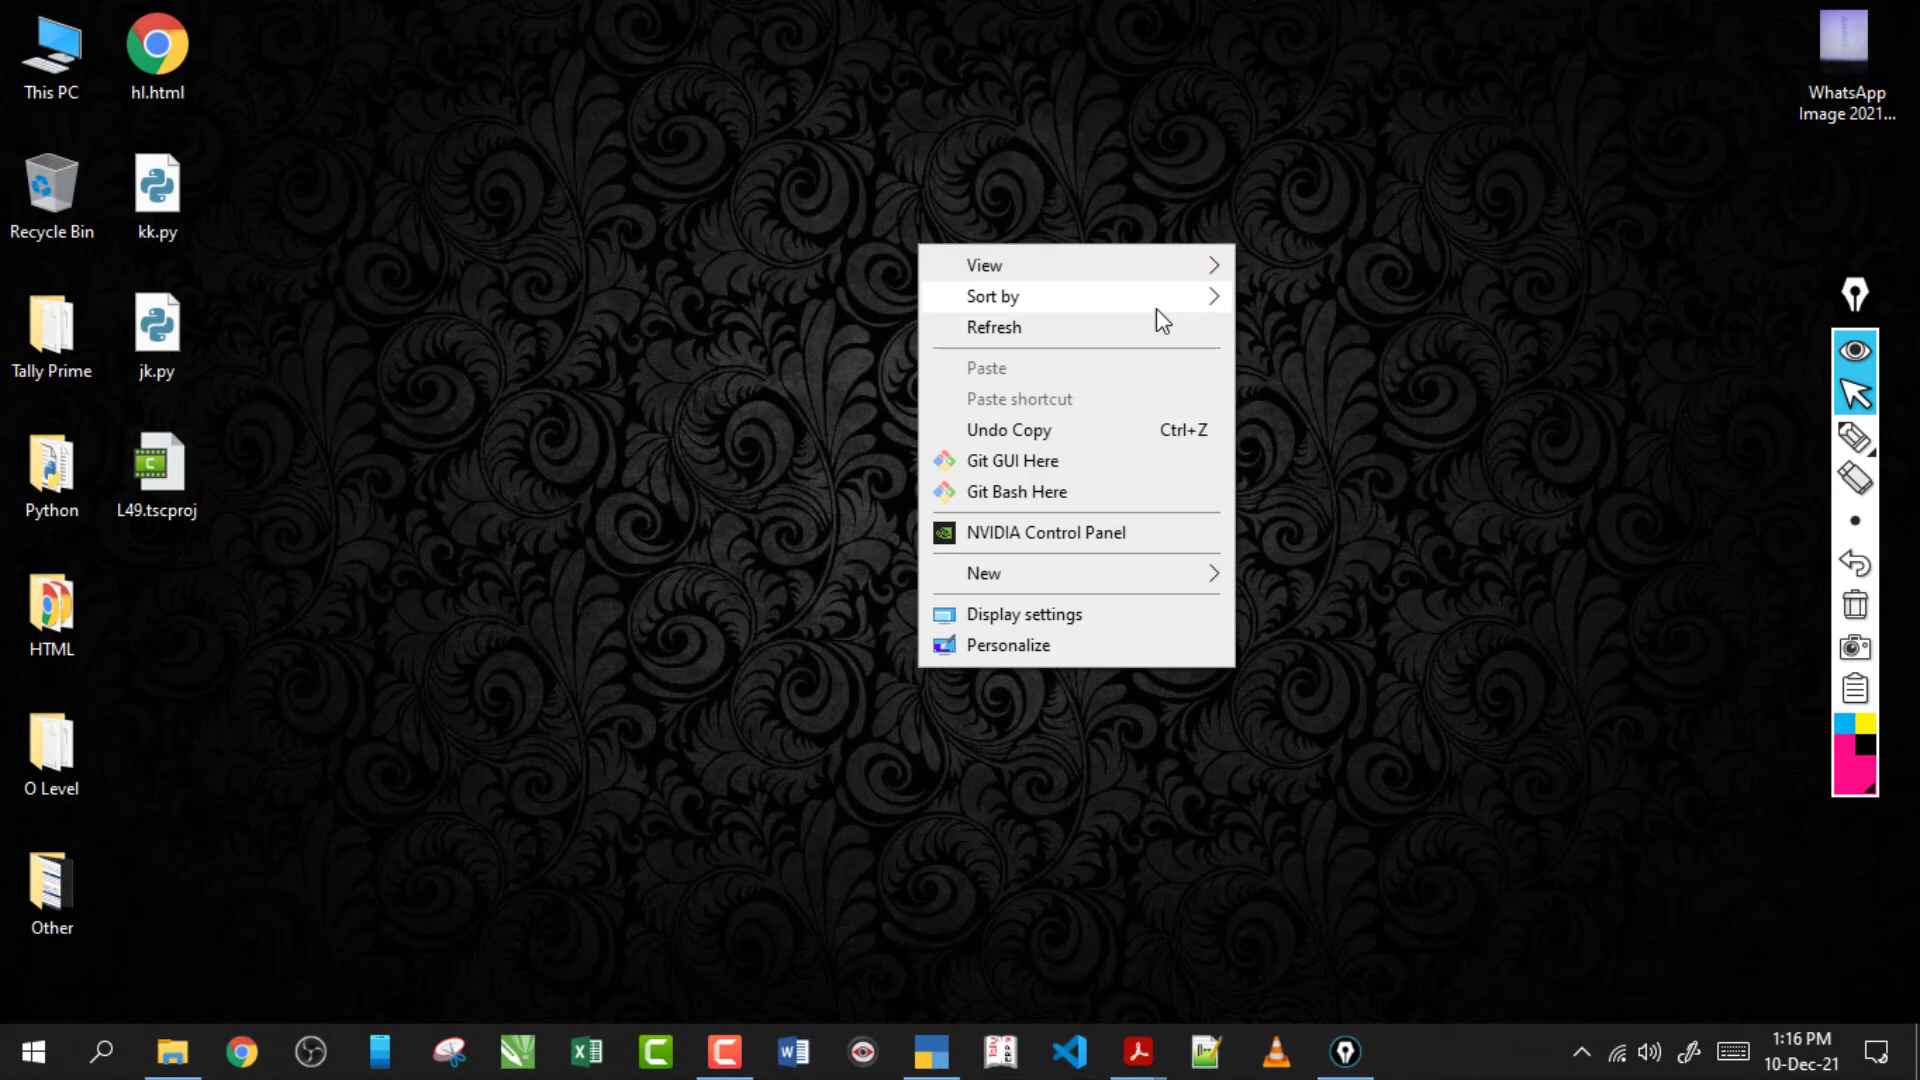 This PC
hl.html
Recycle Bin
kk.py
Tally Prime
jk.py
Python
L49.tscproj
HTML
O Level
Other
WhatsApp
Image 2021...
View
Sort by
Refresh
Paste
Paste shortcut
Undo Copy Ctrl+Z
Git GUI Here
Git Bash Here
NVIDIA Control Panel
New
Display settings
Personalize
1:16 PM
10-Dec-21